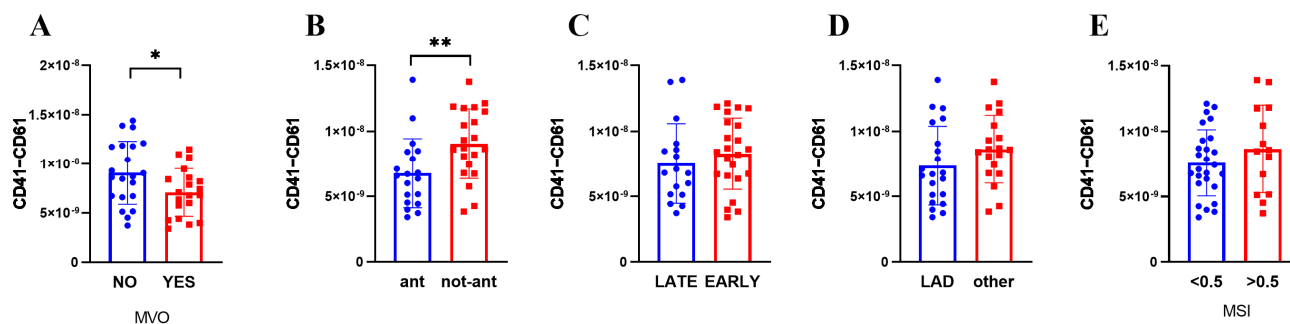 A
CD41–CD61
2×10⁻⁸
1.5×10⁻⁸
1×10⁻⁸
5×10⁻⁹
0
*
NO YES
MVO
B
CD41–CD61
1.5×10⁻⁸
1×10⁻⁸
5×10⁻⁹
0
**
ant not-ant
C
CD41–CD61
1.5×10⁻⁸
1×10⁻⁸
5×10⁻⁹
0
LATE EARLY
D
CD41–CD61
1.5×10⁻⁸
1×10⁻⁸
5×10⁻⁹
0
LAD other
E
CD41–CD61
1.5×10⁻⁸
1×10⁻⁸
5×10⁻⁹
0
<0.5 >0.5
MSI